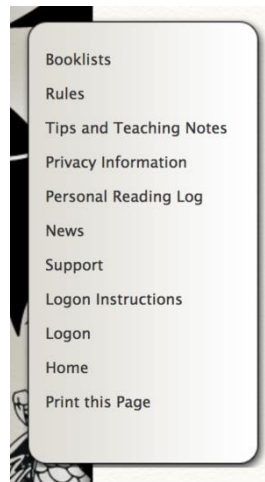 Booklists
Rules
Tips and Teaching Notes
Privacy Information
Personal Reading Log
News
Support
Logon Instructions
Logon
Home
Print this Page